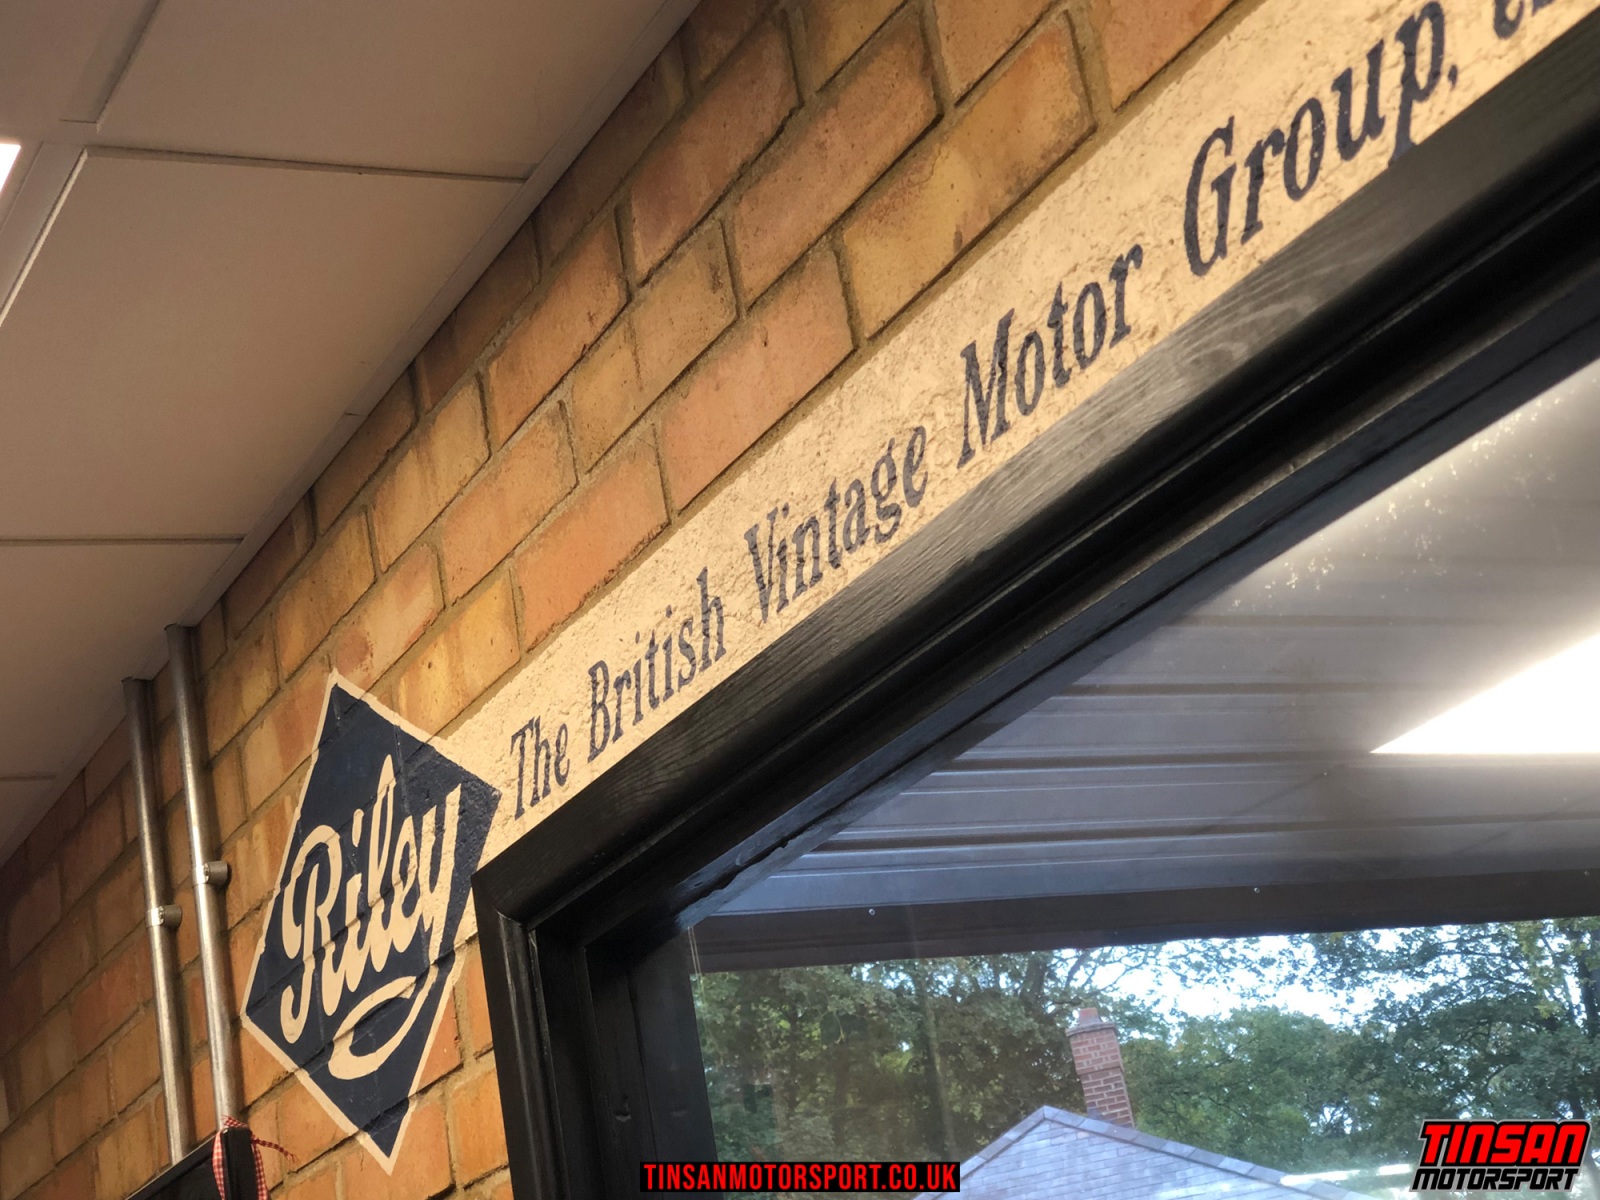 The British Vintage Motor Group,
Riley
TINSANMOTORSPORT.CO.UK
TINSAN
MOTORSPORT